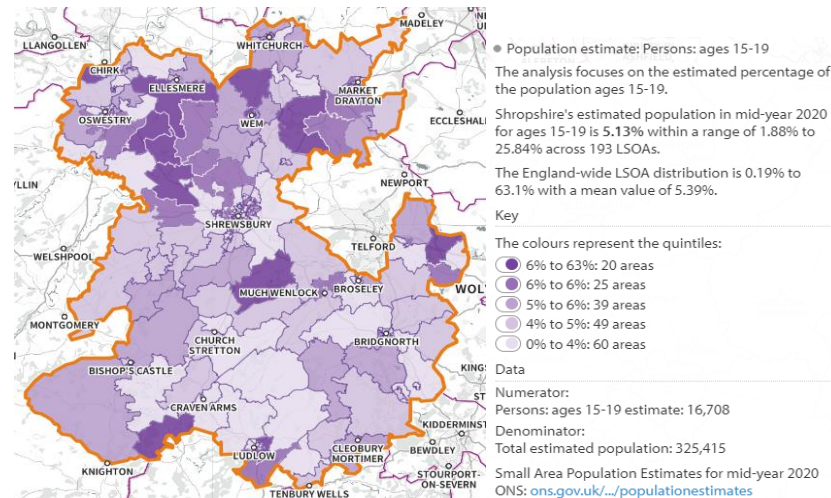 MADELEY
LLANGOLLEN
WHITCHURCH
CHIRK
ELLESMERE
MARKET
DRAYTON
OSWESTRY
WEM
ECCLESHAL
YLLIN
NEWPORT
SHREWSBURY
TELFORD
WELSHPOOL
MUCH WENLOCK
BROSELEY
WOLV
MONTGOMERY
CHURCH
STRETTON
BRIDGNORTH
BISHOP'S CASTLE
KING
CRAVEN ARMS
ST
KIDDERMINST
LUDLOW
CLEOBURY
MORTIMER
BEWDLEY
KNIGHTON
STOURPORT
-ON-SEVERN
TENBURY WELLS
Population estimate: Persons: ages 15-19
The analysis focuses on the estimated percentage of
the population ages 15-19.
Shropshire's estimated population in mid-year 2020
for ages 15-19 is 5.13% within a range of 1.88% to
25.84% across 193 LSOAs.
The England-wide LSOA distribution is 0.19% to
63.1% with a mean value of 5.39%.
Key
The colours represent the quintiles:
6% to 63%: 20 areas
6% to 6%: 25 areas
5% to 6%: 39 areas
4% to 5%: 49 areas
0% to 4%: 60 areas
Data
Numerator:
Persons: ages 15-19 estimate: 16,708
Denominator:
Total estimated population: 325,415
Small Area Population Estimates for mid-year 2020
ONS: ons.gov.uk/.../populationestimates